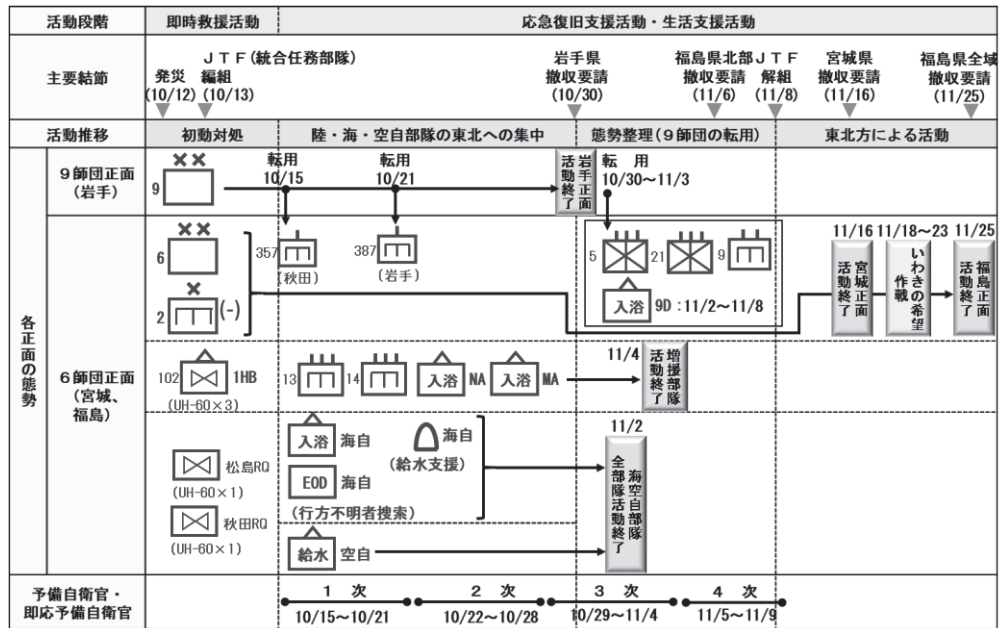 活動段階 即時救援活動 応急復旧支援活動・生活支援活動
主要結節
発災
(10/12)
JTF(統合任務部隊)
編組
(10/13)
岩手県
撤収要請
(10/30)
福島県北部
撤収要請
(11/6)
JTF
解組
(11/8)
宮城県
撤収要請
(11/16)
福島県全域
撤収要請
(11/25)
活動推移 初動対処 陸・海・空自部隊の東北への集中 態勢整理(9師団の転用) 東北方による活動
各正面の態勢
9師団正面
(岩手)
9
転用
10/15
転用
10/21
岩手正面
活動終了
転 用
10/30~11/3
6師団正面
(宮城、
福島)
6
2 (-)
357
(秋田)
387
(岩手)
5 21 9
入浴 9D:11/2~11/8
11/16
宮城正面
活動終了
11/18~23
いわきの希望
作戦
11/25
福島正面
活動終了
102 1HB
(UH-60×3)
13 14 入浴 NA 入浴 MA
11/4
増援部隊
活動終了
松島RQ
(UH-60×1)
秋田RQ
(UH-60×1)
入浴 海自
海自
(給水支援)
EOD 海自
(行方不明者捜索)
給水 空自
11/2
海空自部隊
全部隊活動終了
予備自衛官・
即応予備自衛官
1 次
10/15~10/21
2 次
10/22~10/28
3 次
10/29~11/4
4 次
11/5~11/9